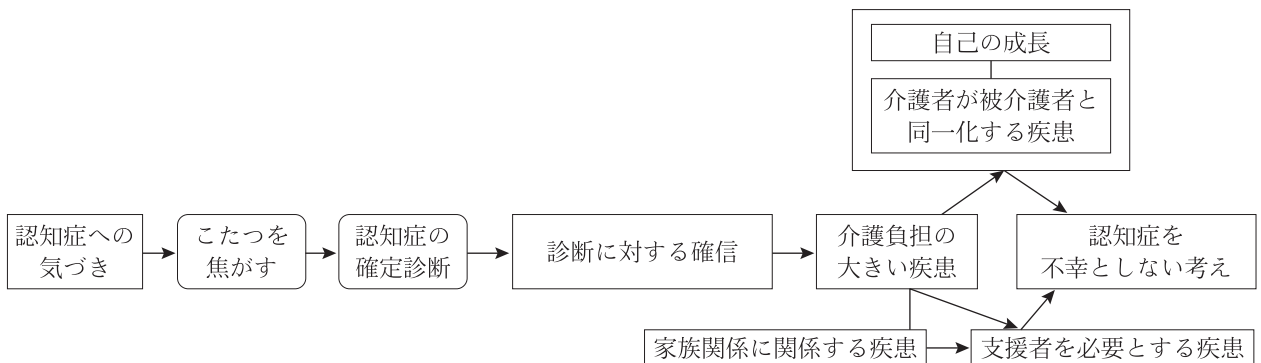 自己の成長
介護者が被介護者と
同一化する疾患
認知症への
気づき
こたつを
焦がす
認知症の
確定診断
診断に対する確信
介護負担の
大きい疾患
認知症を
不幸としない考え
家族関係に関係する疾患
支援者を必要とする疾患